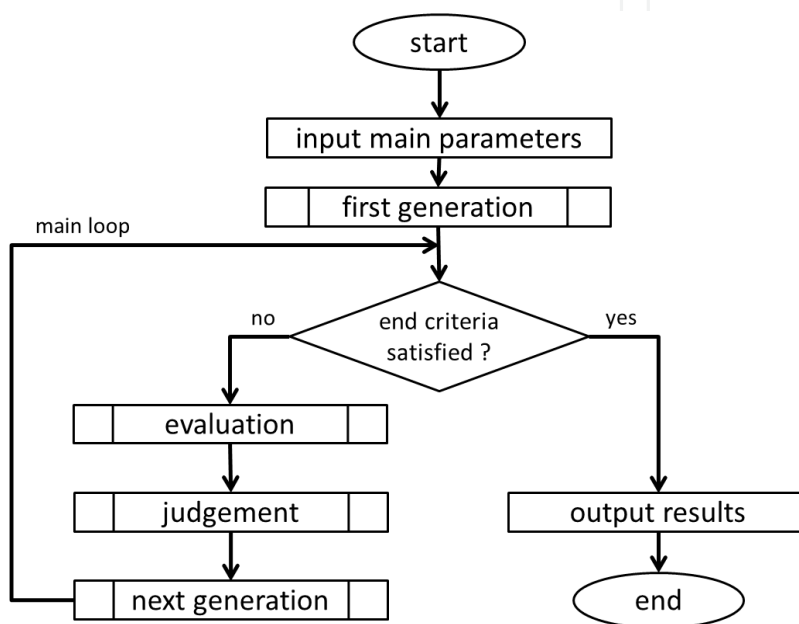 start
input main parameters
first generation
main loop
no
end criteria
satisfied ?
yes
evaluation
judgement
output results
next generation
end